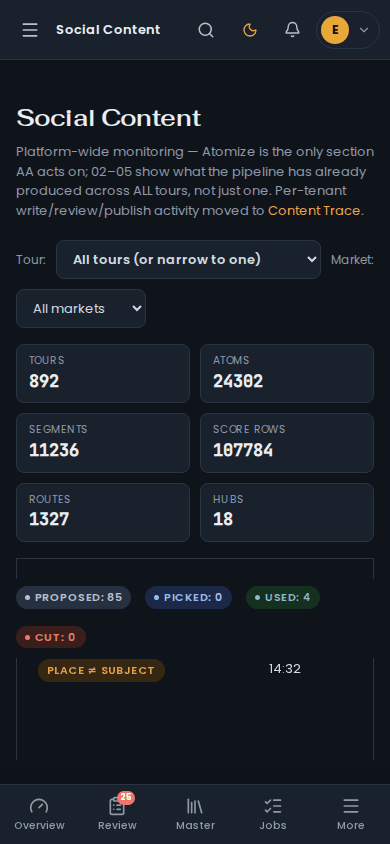 Social Content
E
Social Content
Platform-wide monitoring — Atomize is the only section
AA acts on; 02–05 show what the pipeline has already
produced across ALL tours, not just one. Per-tenant
write/review/publish activity moved to Content Trace.
Tour: All tours (or narrow to one) Market:
All markets
TOURS ATOMS
892 24302
SEGMENTS SCORE ROWS
11236 107784
ROUTES HUBS
1327 18
PROPOSED: 85 PICKED: 0 USED: 4
CUT: 0
PLACE ≠ SUBJECT 14:32
26
Overview Review Master Jobs More